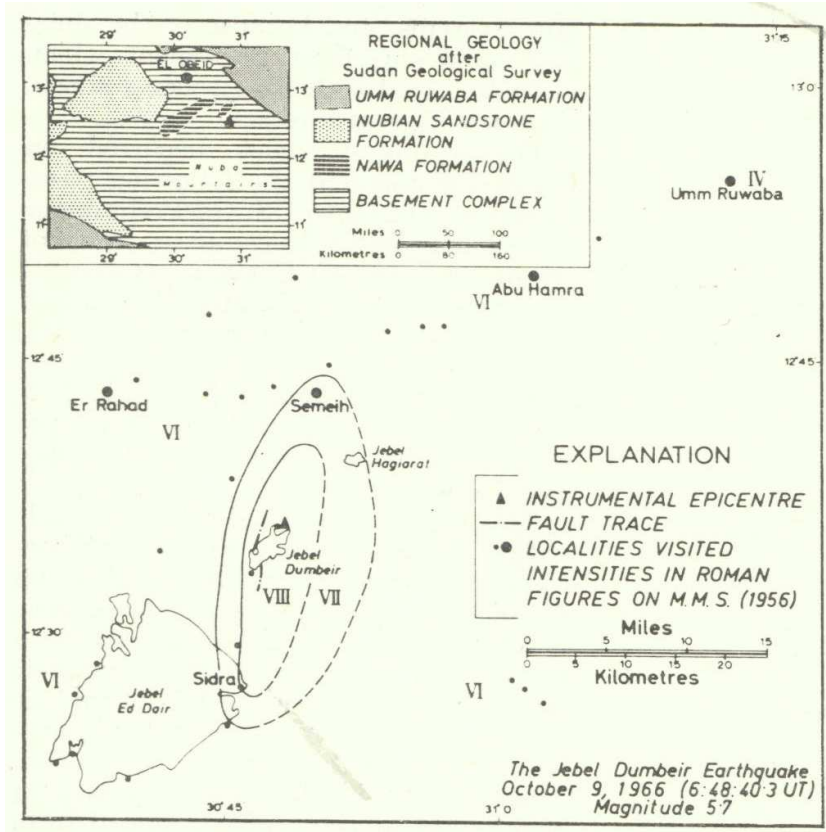 31°15
REGIONAL GEOLOGY
after
Sudan Geological Survey
29° 30° 31°
EL OBEID
13° 13°
12° 12°
11° 11°
29° 30° 31°
Nuba
Mountains
UMM RUWABA FORMATION
NUBIAN SANDSTONE
FORMATION
NAWA FORMATION
BASEMENT COMPLEX
Miles 0 50 100
Kilometres 0 80 160
13°0
IV
Umm Ruwaba
Abu Hamra
VI
12°45' 12°45
Er Rahad
Semeih
VI
Jebel
Hagiarat
Jebel
Dumbeir
VIII VII
12°30
Sidra
VI
Jebel
Ed Dair
VI
EXPLANATION
INSTRUMENTAL EPICENTRE
FAULT TRACE
LOCALITIES VISITED
INTENSITIES IN ROMAN
FIGURES ON M.M.S. (1956)
Miles
0 5 10 15
0 5 10 15 20
Kilometres
The Jebel Dumbeir Earthquake
October 9, 1966 (6:48:40·3 UT)
Magnitude 5·7
30°45 31°0